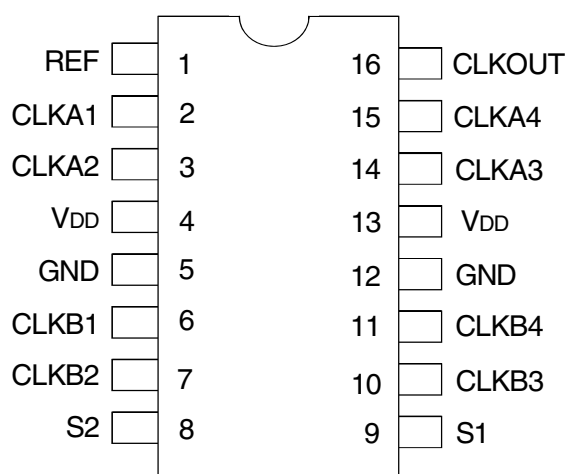 REF 1 16 CLKOUT
CLKA1 2 15 CLKA4
CLKA2 3 14 CLKA3
VDD 4 13 VDD
GND 5 12 GND
CLKB1 6 11 CLKB4
CLKB2 7 10 CLKB3
S2 8 9 S1